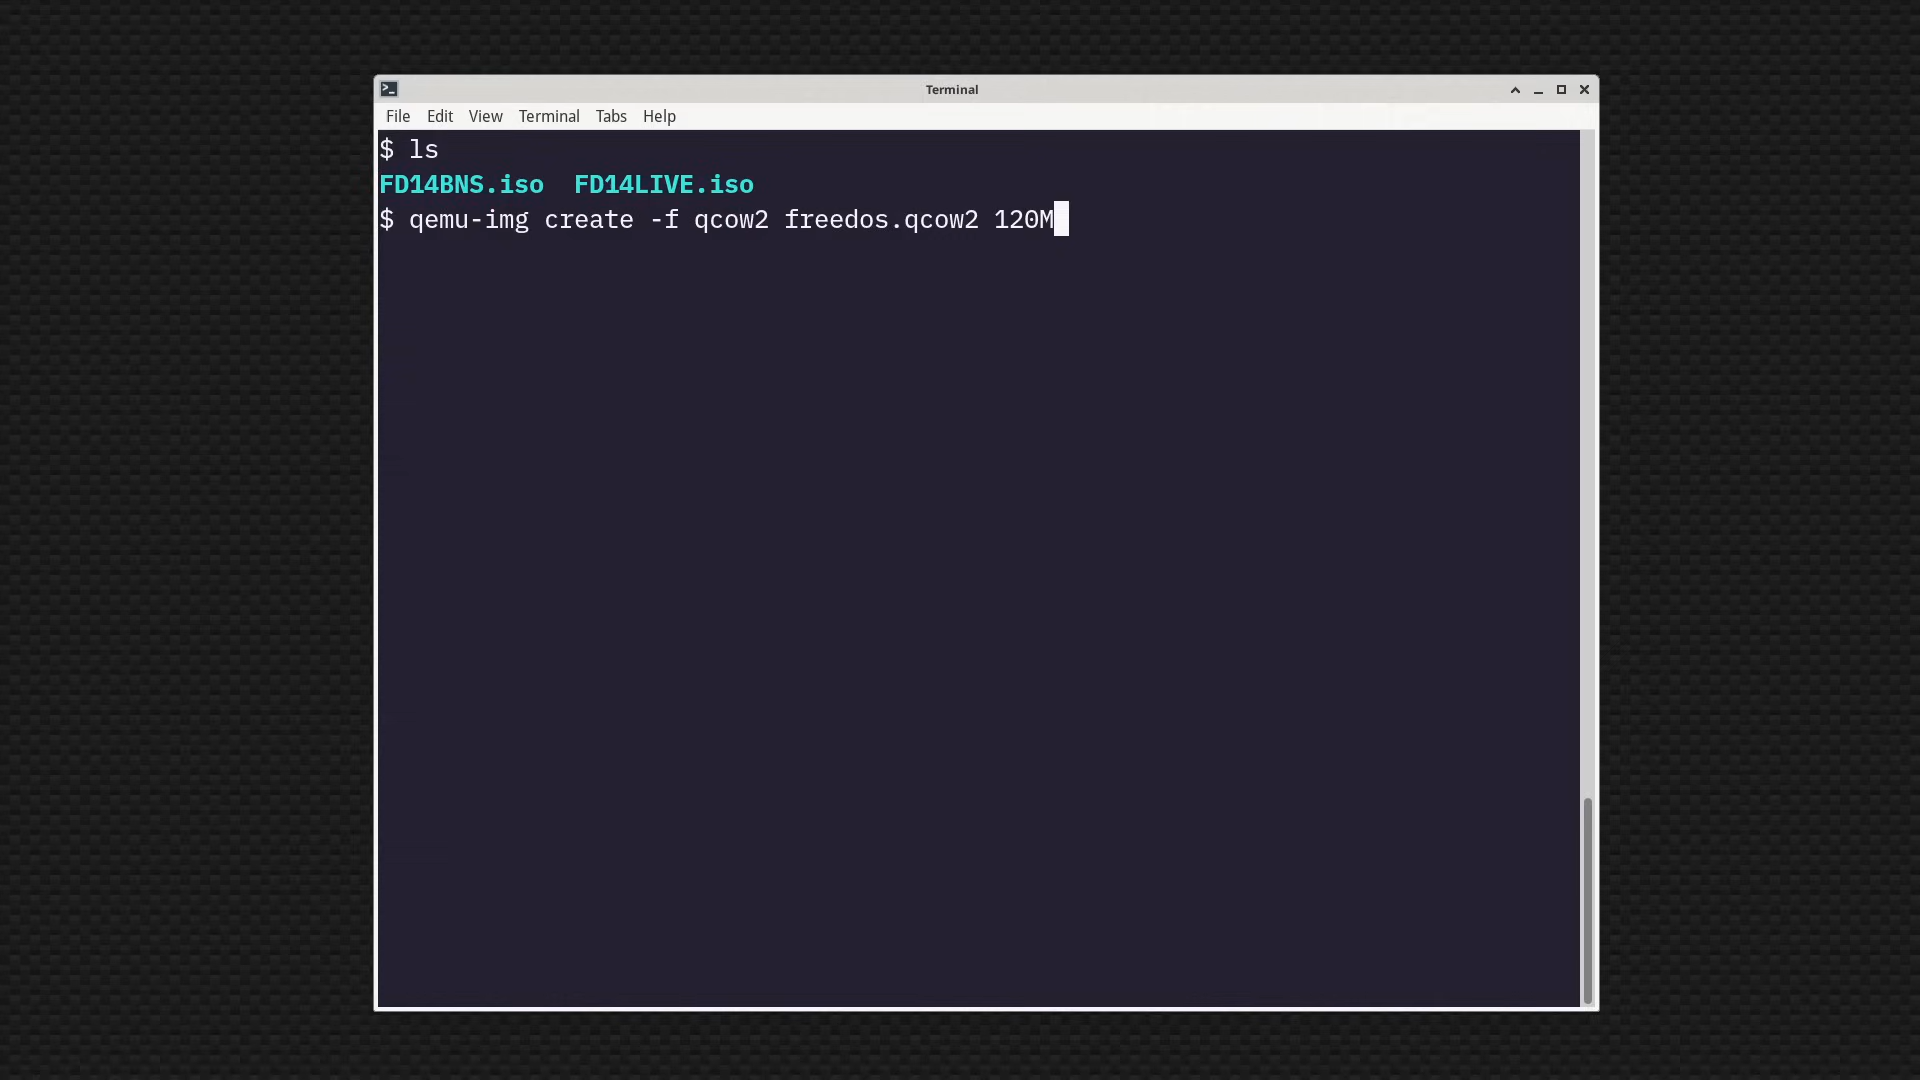 Terminal
File Edit View Terminal Tabs Help
$ ls
FD14BNS.iso  FD14LIVE.iso
$ qemu-img create -f qcow2 freedos.qcow2 120M